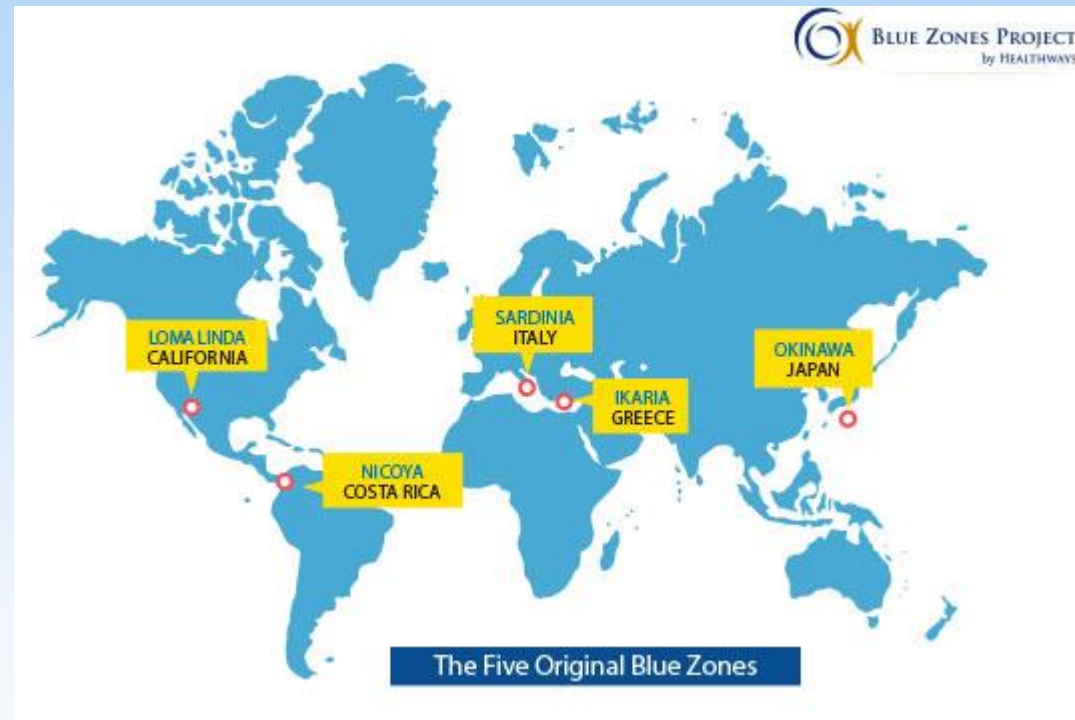 BLUE ZONES PROJECT
by HEALTHWAYS
LOMA LINDA
CALIFORNIA
SARDINIA
ITALY
OKINAWA
JAPAN
IKARIA
GREECE
NICOYA
COSTA RICA
The Five Original Blue Zones